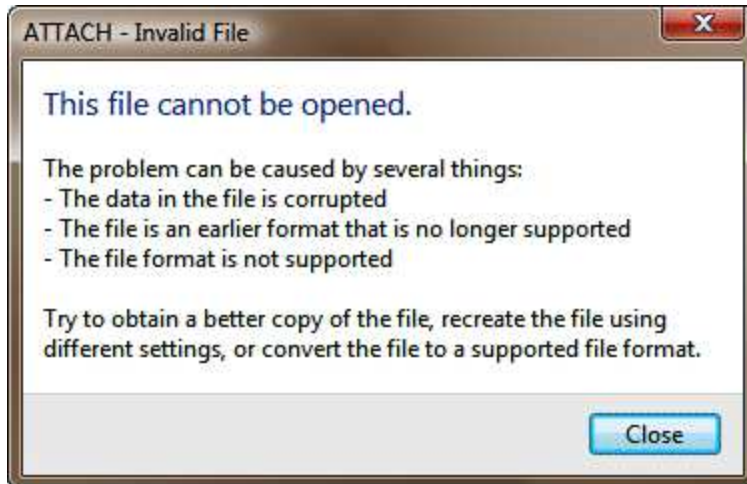 ATTACH - Invalid File
This file cannot be opened.
The problem can be caused by several things:
- The data in the file is corrupted
- The file is an earlier format that is no longer supported
- The file format is not supported
Try to obtain a better copy of the file, recreate the file using
different settings, or convert the file to a supported file format.
Close